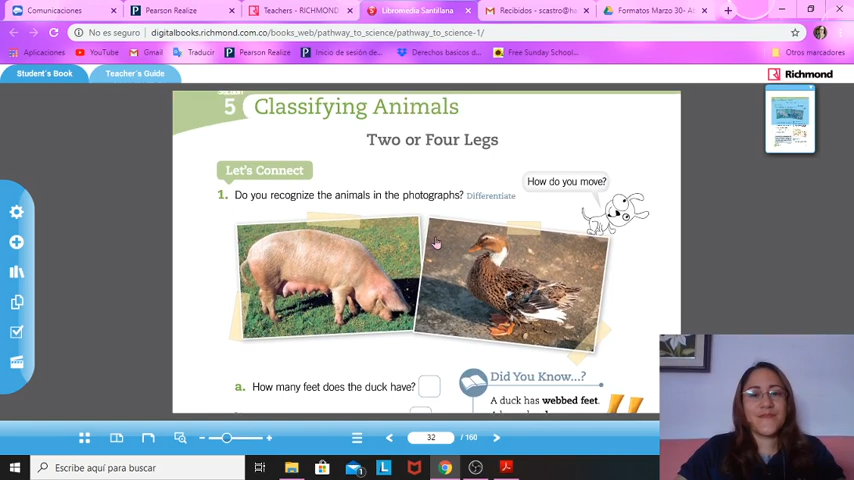 Comunicaciones
Pearson Realize
Teachers - RICHMOND
Libromedia Santillana
Recibidos - scastro@ha
Formatos Marzo 30- Ab
No es seguro | digitalbooks.richmond.com.co/books_web/pathway_to_science/pathway_to_science-1/
Aplicaciones YouTube Gmail Traducir Pearson Realize Inicio de sesión de... Derechos basicos d... Free Sunday School... Otros marcadores
Student's Book Teacher's Guide Richmond
5 Classifying Animals
Two or Four Legs
Let's Connect
How do you move?
1. Do you recognize the animals in the photographs? Differentiate
a. How many feet does the duck have?
Did You Know...?
A duck has webbed feet.
32 / 160
Escribe aquí para buscar